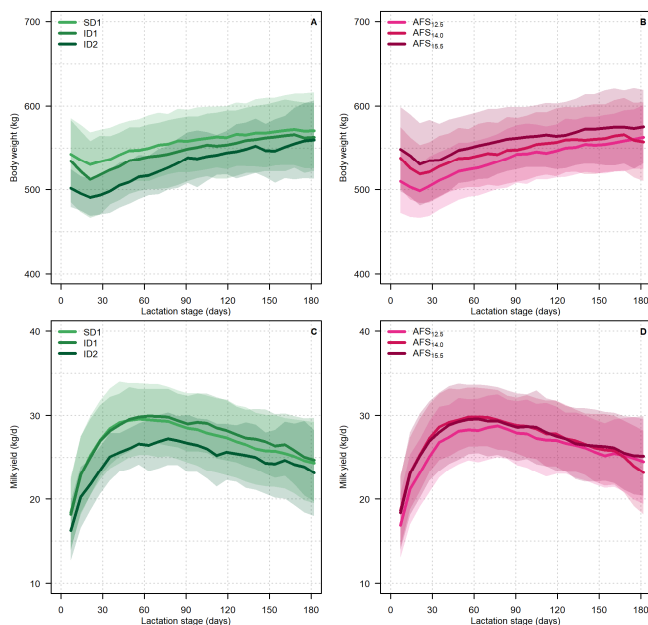 A
SD1
ID1
ID2
700
600
500
400
Body weight (kg)
0 30 60 90 120 150 180
Lactation stage (days)
B
AFS12.5
AFS14.0
AFS15.5
700
600
500
400
Body weight (kg)
0 30 60 90 120 150 180
Lactation stage (days)
C
SD1
ID1
ID2
40
30
20
10
Milk yield (kg/d)
0 30 60 90 120 150 180
Lactation stage (days)
D
AFS12.5
AFS14.0
AFS15.5
40
30
20
10
Milk yield (kg/d)
0 30 60 90 120 150 180
Lactation stage (days)